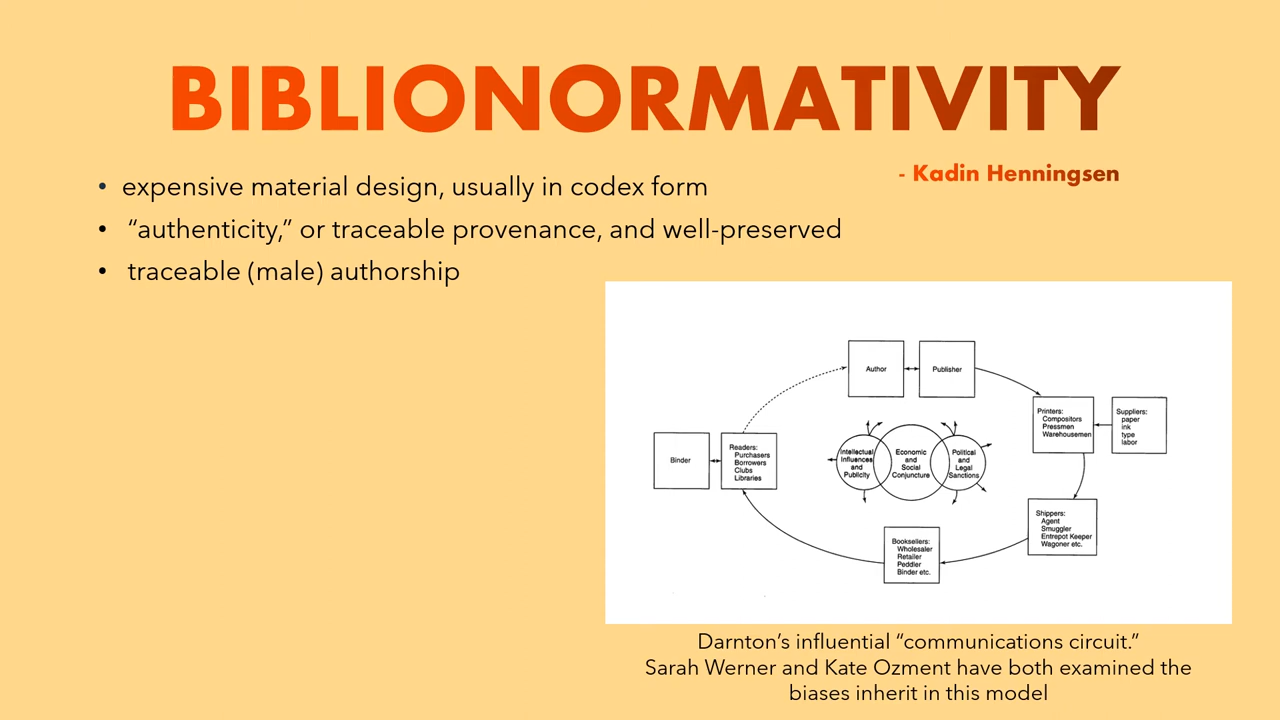 BIBLIONORMATIVITY
- Kadin Henningsen
• expensive material design, usually in codex form
• “authenticity,” or traceable provenance, and well-preserved
• traceable (male) authorship
Author
Publisher
Printers:
Compositors
Pressmen
Warehousemen
Suppliers:
paper
ink
type
labor
Binder
Readers:
Purchasers
Borrowers
Clubs
Libraries
Intellectual
Influences
and
Publicity
Economic
and
Social
Conjuncture
Political
and
Legal
Sanctions
Shippers:
Agent
Smuggler
Entrepot Keeper
Wagoner etc.
Booksellers:
Wholesaler
Retailer
Peddler
Binder etc.
Darnton’s influential “communications circuit.”
Sarah Werner and Kate Ozment have both examined the
biases inherit in this model